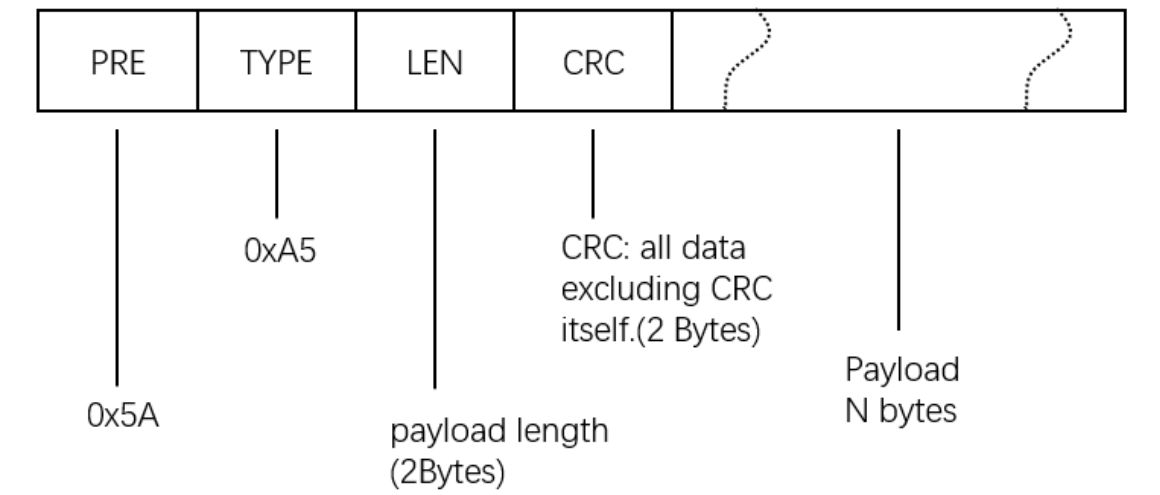 PRE TYPE LEN CRC
0xA5
CRC: all data
excluding CRC
itself.(2 Bytes)
0x5A
payload length
(2Bytes)
Payload
N bytes